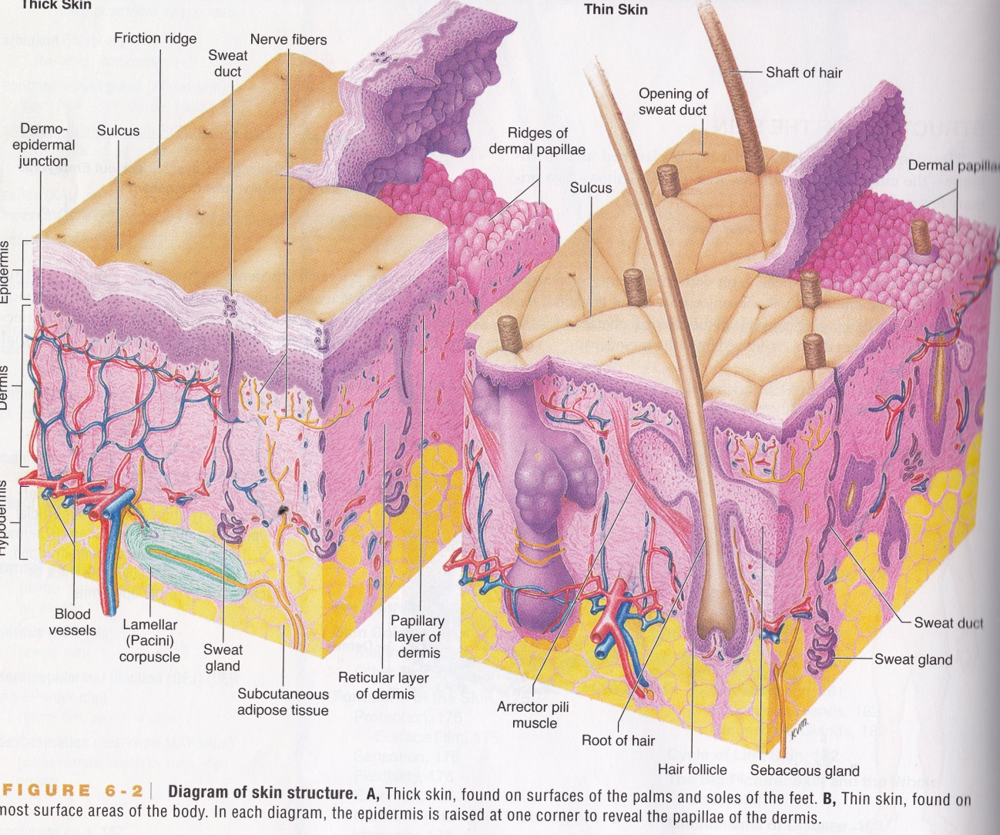 Thick Skin
Thin Skin
Friction ridge
Nerve fibers
Sweat
duct
Shaft of hair
Opening of
sweat duct
Dermo-
epidermal
junction
Sulcus
Ridges of
dermal papillae
Dermal papillae
Sulcus
Epidermis
Dermis
Hypodermis
Blood
vessels
Lamellar
(Pacini)
corpuscle
Sweat
gland
Papillary
layer of
dermis
Reticular layer
of dermis
Subcutaneous
adipose tissue
Sweat duct
Sweat gland
Arrector pili
muscle
Root of hair
Hair follicle
Sebaceous gland
FIGURE 6-2 | Diagram of skin structure. A, Thick skin, found on surfaces of the palms and soles of the feet. B, Thin skin, found on
most surface areas of the body. In each diagram, the epidermis is raised at one corner to reveal the papillae of the dermis.